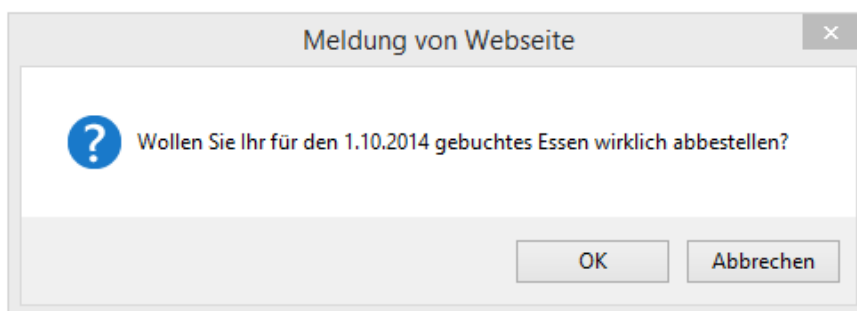 Meldung von Webseite
Wollen Sie Ihr für den 1.10.2014 gebuchtes Essen wirklich abbestellen?
OK
Abbrechen